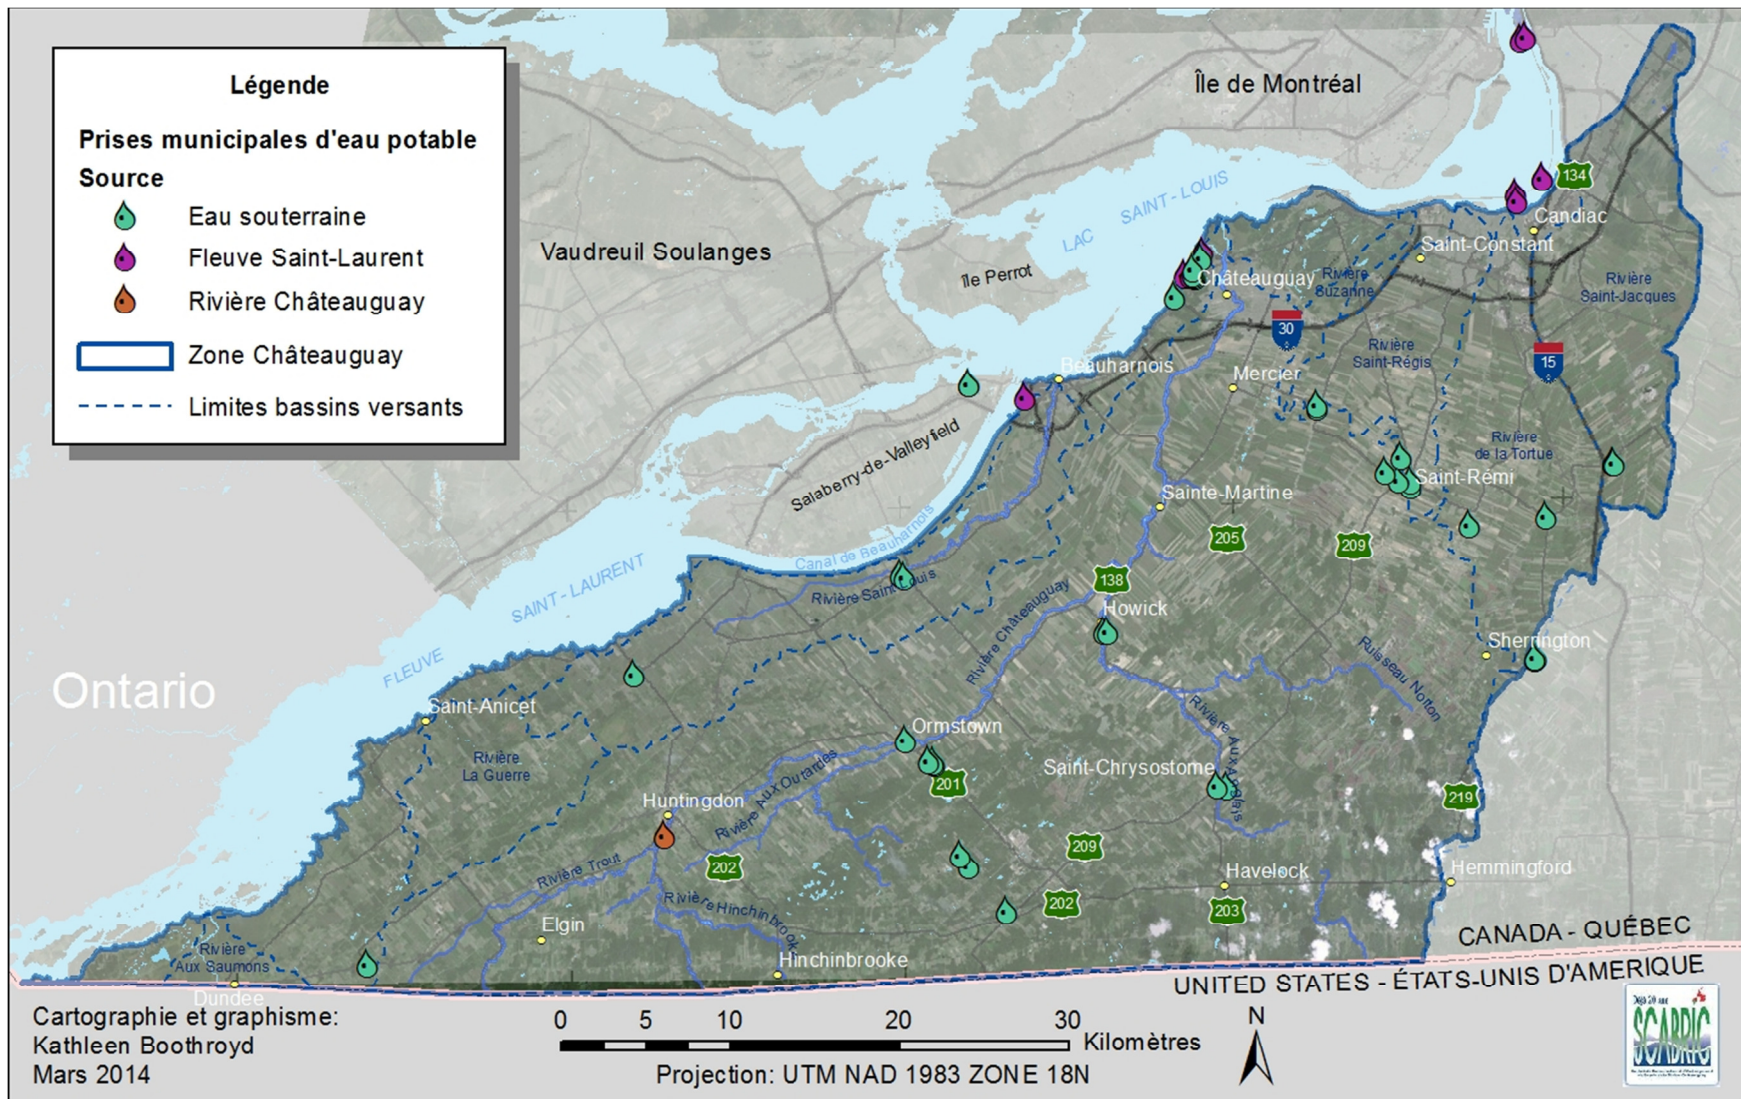 Légende
Prises municipales d'eau potable
Source
Eau souterraine
Fleuve Saint-Laurent
Rivière Châteauguay
Zone Châteauguay
Limites bassins versants
Île de Montréal
Vaudreuil Soulanges
LAC SAINT-LOUIS
île Perrot
134
Candiac
Saint-Constant
Châteauguay
Rivière
Suzanne
Rivière
Saint-Jacques
30
Rivière
Saint-Régis
15
Beauharnois
Mercier
Salaberry-de-Valleyfield
Rivière
de la Tortue
Saint-Rémi
Sainte-Martine
205
209
Canal de Beauharnois
FLEUVE SAINT-LAURENT
Rivière Saint-Louis
138
Howick
Rivière Châteauguay
Sherrington
Ruisseau Norton
Ontario
Saint-Anicet
Rivière
La Guerre
Ormstown
Rivière Aux Anglais
Saint-Chrysostome
201
219
Huntingdon
Rivière Aux Outardes
209
Rivière Trout
202
Havelock
Hemmingford
Rivière Hinchinbrook
202
203
Elgin
Rivière
Aux Saumons
Hinchinbrooke
Dundee
CANADA - QUÉBEC
UNITED STATES - ÉTATS-UNIS D'AMERIQUE
Cartographie et graphisme:
Kathleen Boothroyd
Mars 2014
0 5 10 20 30
Kilomètres
Projection: UTM NAD 1983 ZONE 18N
N
Déjà 20 ans
SCABRIC